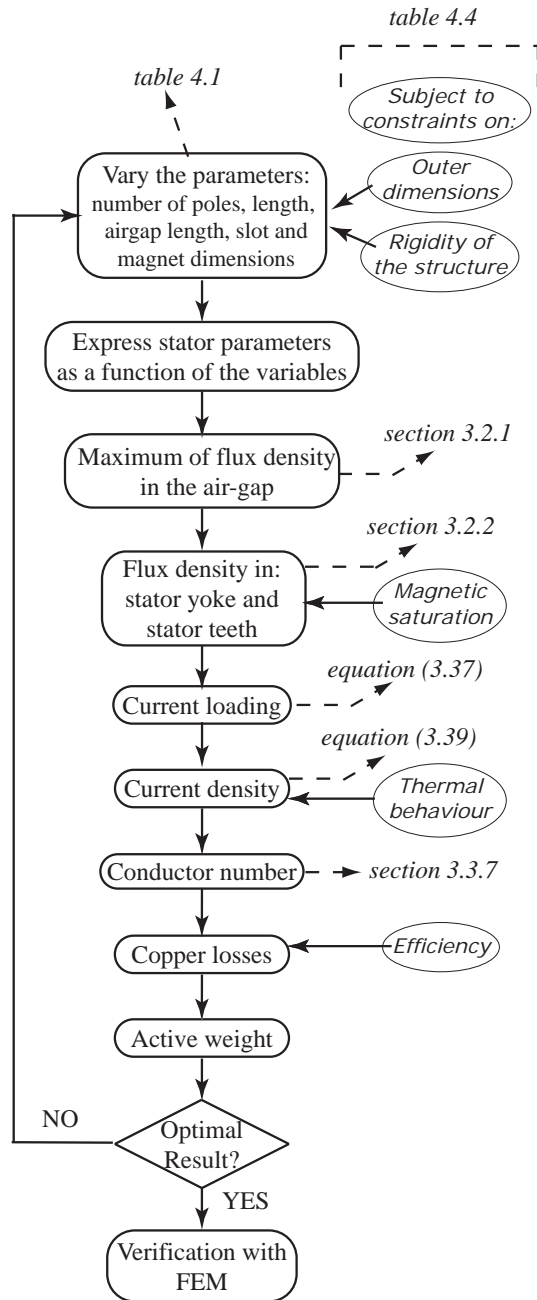 table 4.4
table 4.1
Subject to
constraints on:
Vary the parameters:
number of poles, length,
airgap length, slot and
magnet dimensions
Outer
dimensions
Rigidity of
the structure
Express stator parameters
as a function of the variables
Maximum of flux density
in the air-gap
section 3.2.1
section 3.2.2
Flux density in:
stator yoke and
stator teeth
Magnetic
saturation
equation (3.37)
Current loading
equation (3.39)
Current density
Thermal
behaviour
Conductor number
section 3.3.7
Copper losses
Efficiency
Active weight
NO
Optimal
Result?
YES
Verification with
FEM